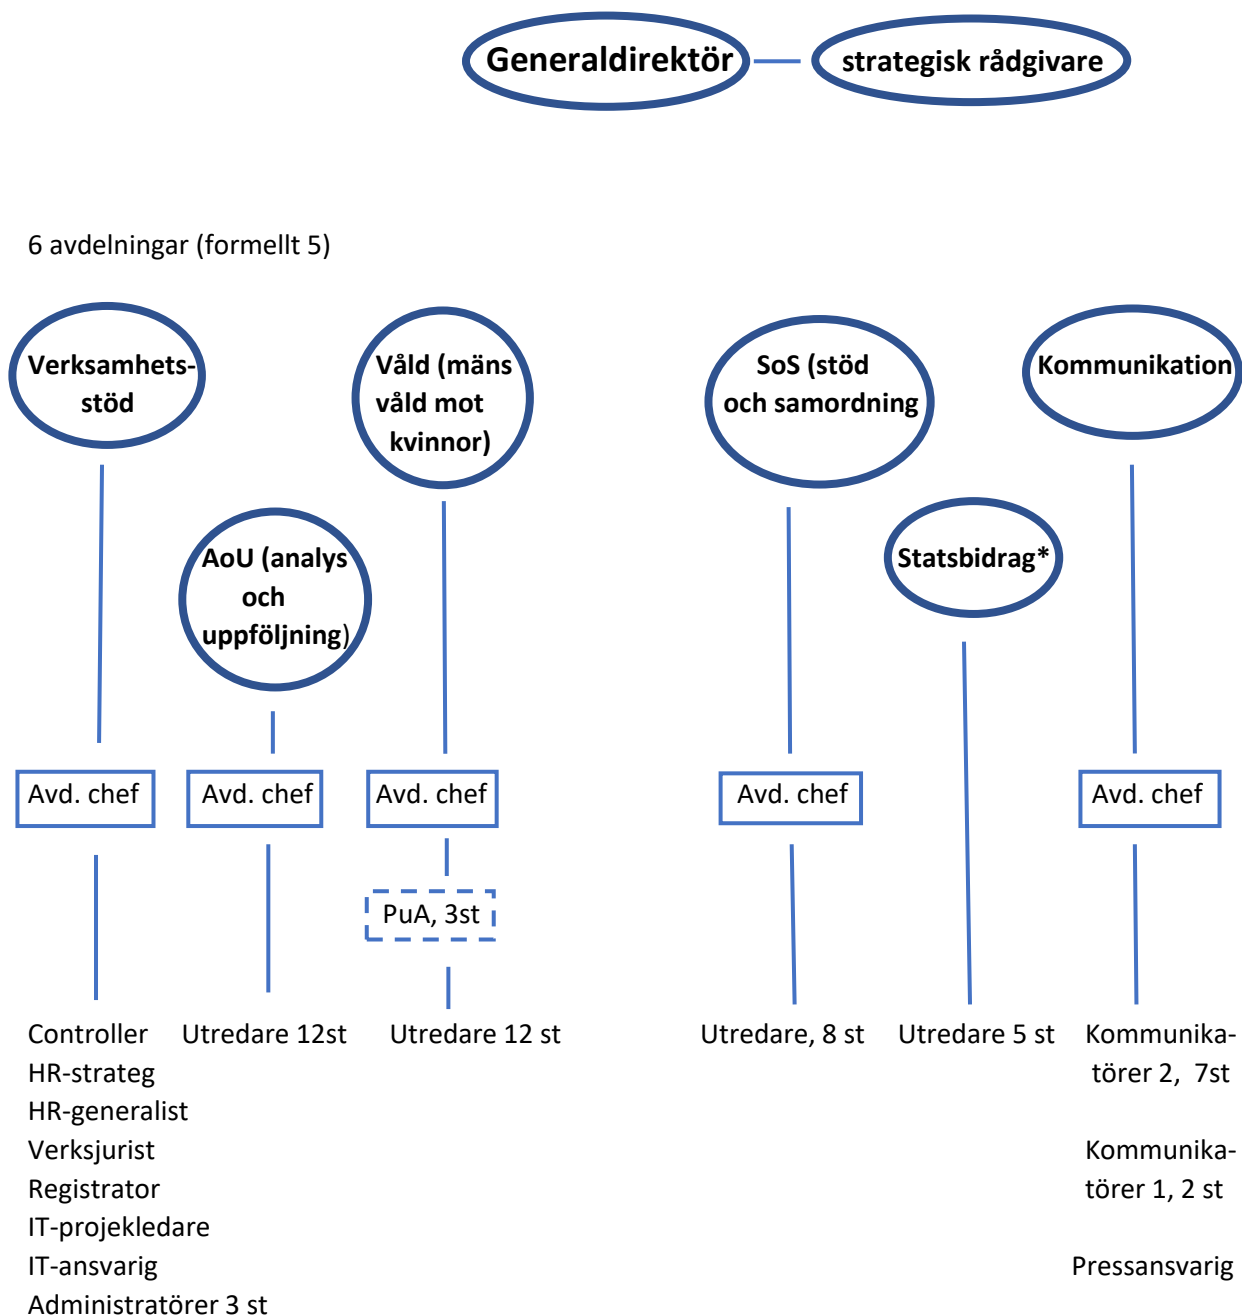 Generaldirektör
strategisk rådgivare
6 avdelningar (formellt 5)
Verksamhets-
stöd
AoU (analys
och
uppföljning)
Våld (mäns
våld mot
kvinnor)
SoS (stöd
och samordning
Statsbidrag*
Kommunikation
Avd. chef
Avd. chef
Avd. chef
Avd. chef
Avd. chef
PuA, 3st
Controller
HR-strateg
HR-generalist
Verksjurist
Registrator
IT-projekledare
IT-ansvarig
Administratörer 3 st
Utredare 12st
Utredare 12 st
Utredare, 8 st
Utredare 5 st
Kommunika-
törer 2, 7st
Kommunika-
törer 1, 2 st
Pressansvarig